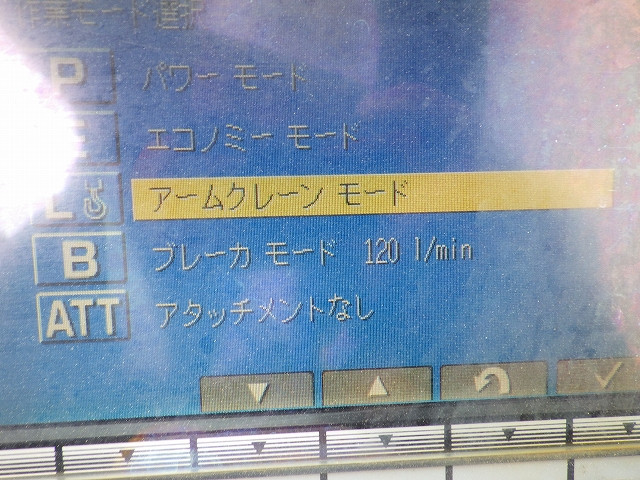 作業モード選択
P パワー モード
エコノミー モード
L アームクレーン モード
B ブレーカ モード 120 l/min
ATT アタッチメントなし